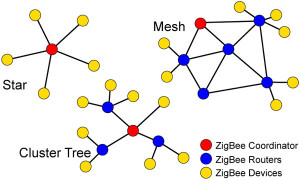 Mesh
Star
Cluster Tree
ZigBee Coordinator
ZigBee Routers
ZigBee Devices